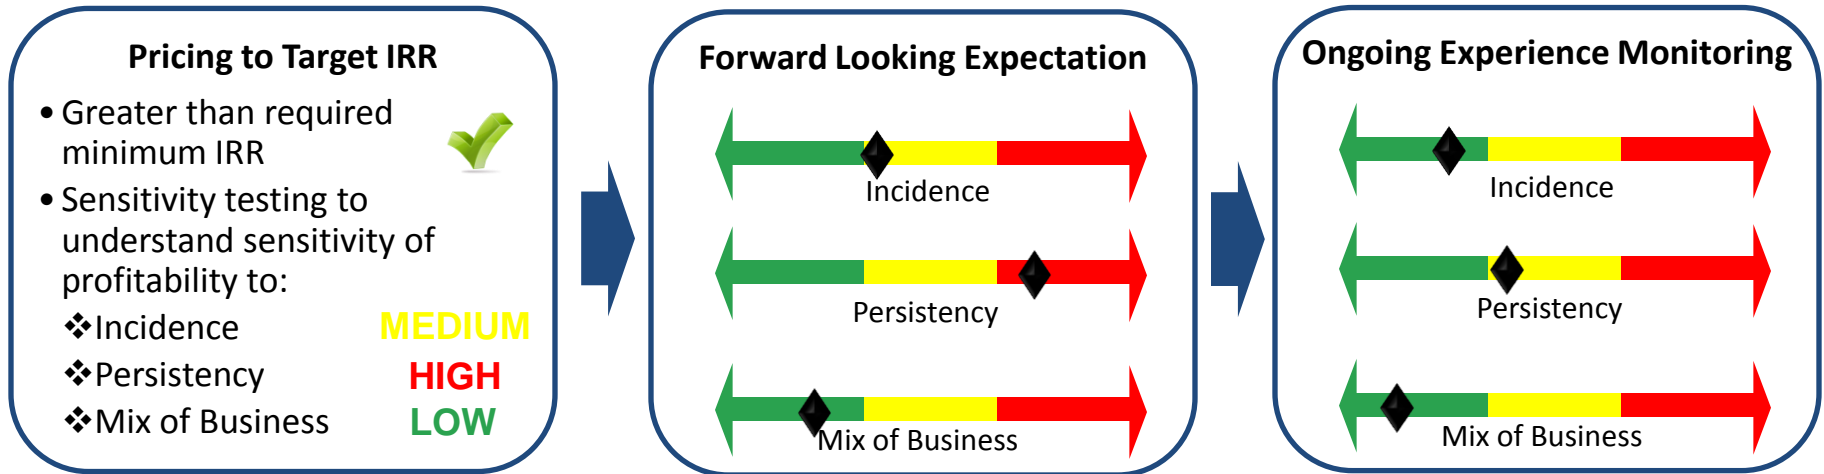 Pricing to Target IRR
• Greater than required
minimum IRR
• Sensitivity testing to
understand sensitivity of
profitability to:
❖Incidence MEDIUM
❖Persistency HIGH
❖Mix of Business LOW
Forward Looking Expectation
Incidence
Persistency
Mix of Business
Ongoing Experience Monitoring
Incidence
Persistency
Mix of Business